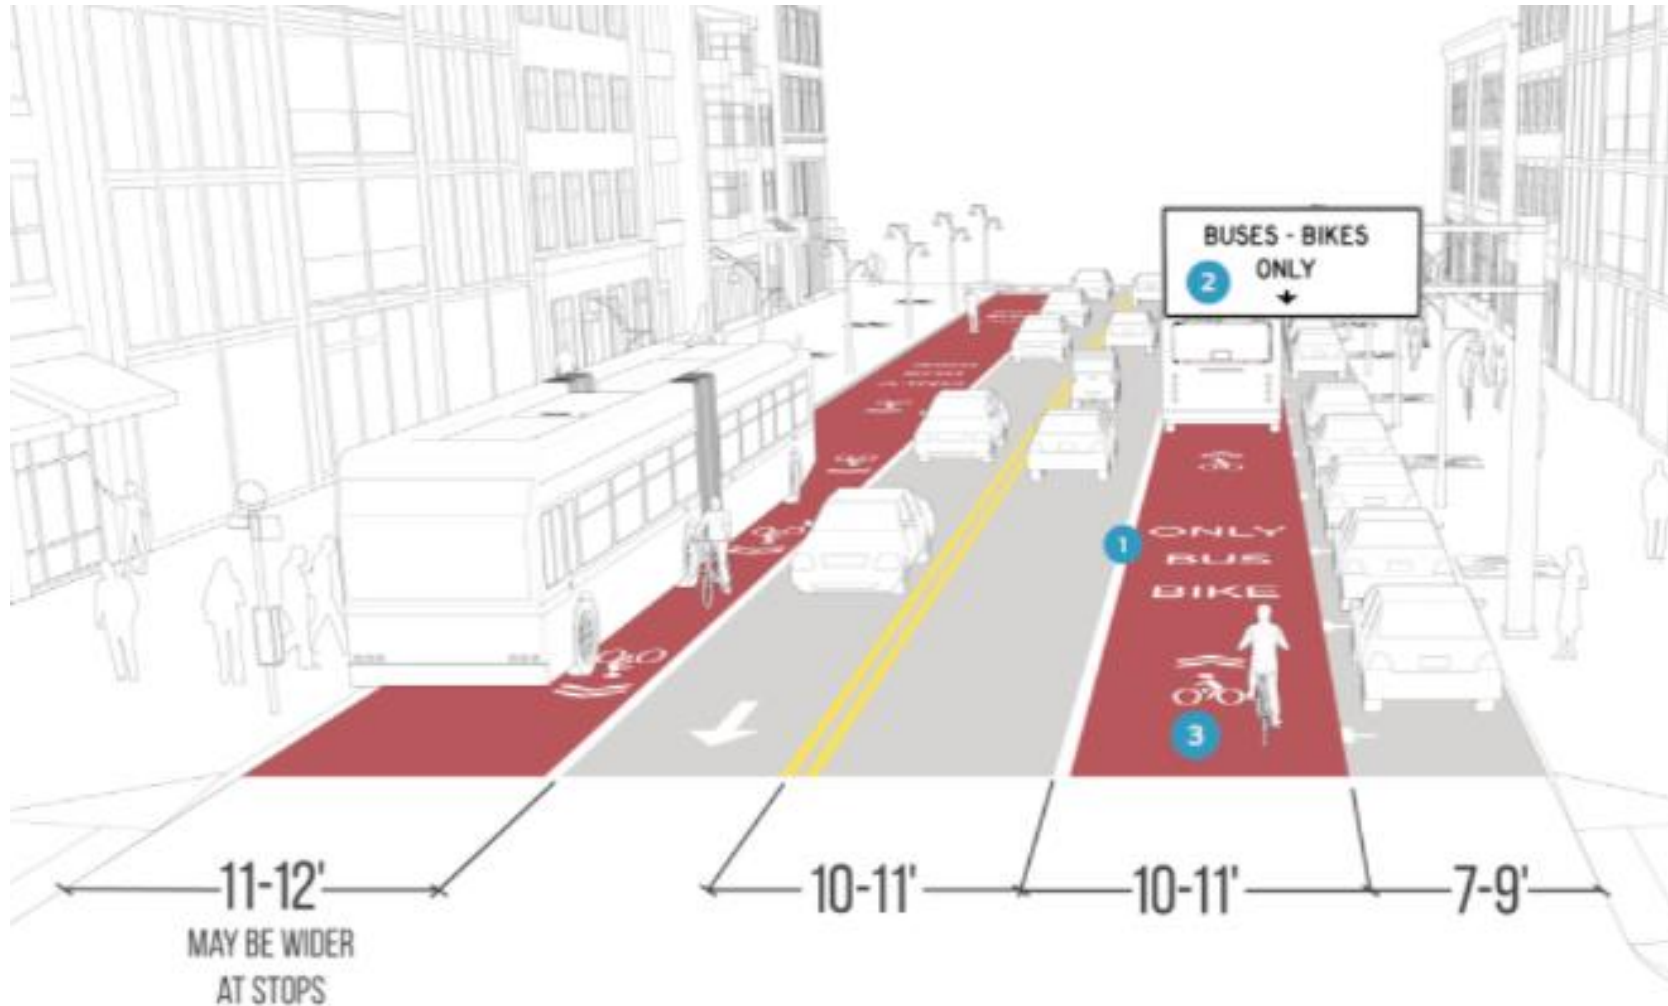 BUSES - BIKES
ONLY
2
1
ONLY
BUS
BIKE
3
11-12'
MAY BE WIDER
AT STOPS
10-11'
10-11'
7-9'